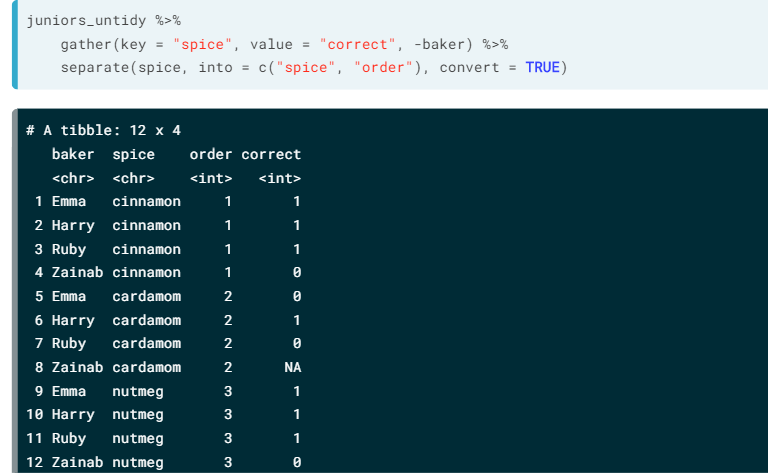 juniors_untidy %>%
    gather(key = "spice", value = "correct", -baker) %>%
    separate(spice, into = c("spice", "order"), convert = TRUE)
# A tibble: 12 x 4
   baker  spice    order correct
   <chr>  <chr>    <int>   <int>
 1 Emma   cinnamon     1       1
 2 Harry  cinnamon     1       1
 3 Ruby   cinnamon     1       1
 4 Zainab cinnamon     1       0
 5 Emma   cardamom     2       0
 6 Harry  cardamom     2       1
 7 Ruby   cardamom     2       0
 8 Zainab cardamom     2      NA
 9 Emma   nutmeg       3       1
10 Harry  nutmeg       3       1
11 Ruby   nutmeg       3       1
12 Zainab nutmeg       3       0